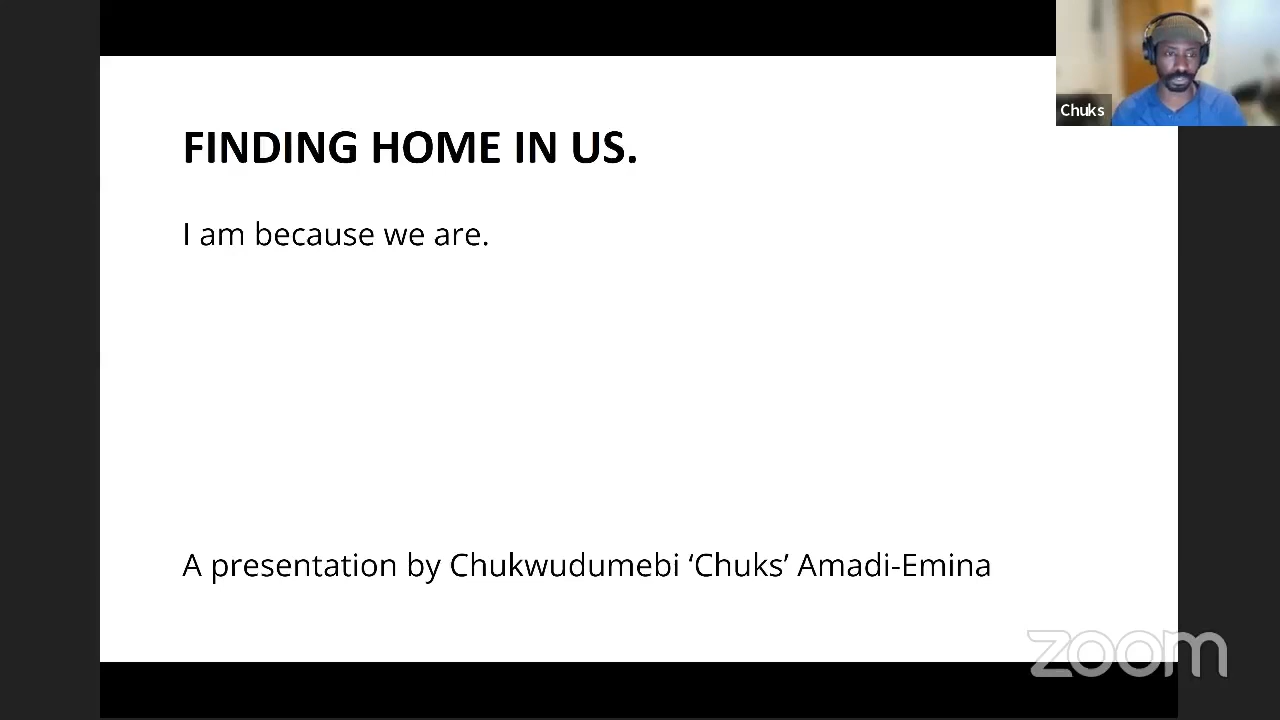 FINDING HOME IN US.
Chuks
I am because we are.
A presentation by Chukwudumebi ‘Chuks’ Amadi-Emina
zoom